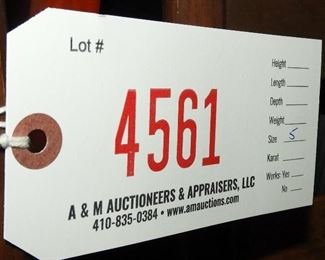 Lot #
4561
Height
Length
Depth
Weight
Size 5
Karat
Works: Yes
No
A & M AUCTIONEERS & APPRAISERS, LLC
410-835-0384 • www.amauctions.com